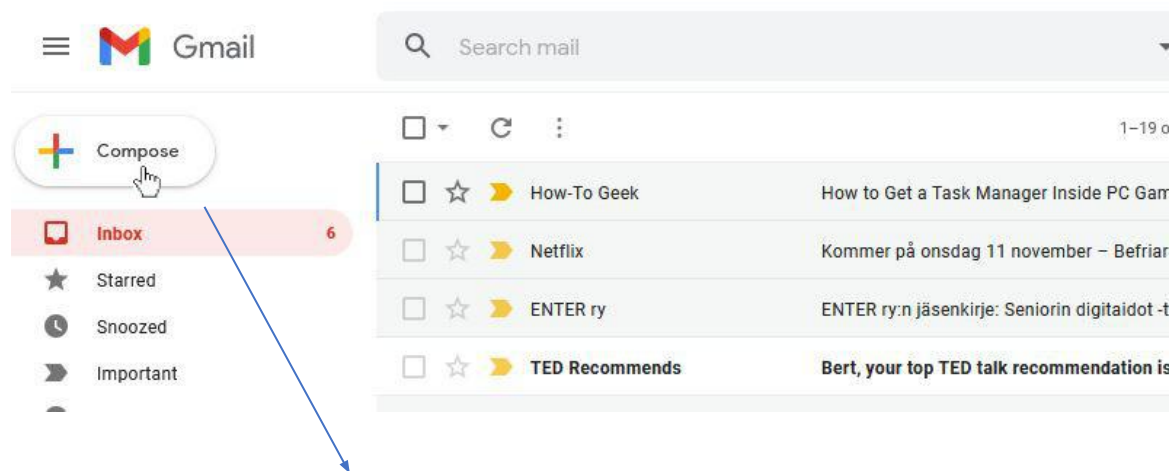 Gmail
Search mail
1–19 o
Compose
How-To Geek How to Get a Task Manager Inside PC Gam
Inbox 6
Netflix Kommer på onsdag 11 november – Befriar
Starred
ENTER ry ENTER ry:n jäsenkirje: Seniorin digitaidot -t
Snoozed
TED Recommends Bert, your top TED talk recommendation is
Important